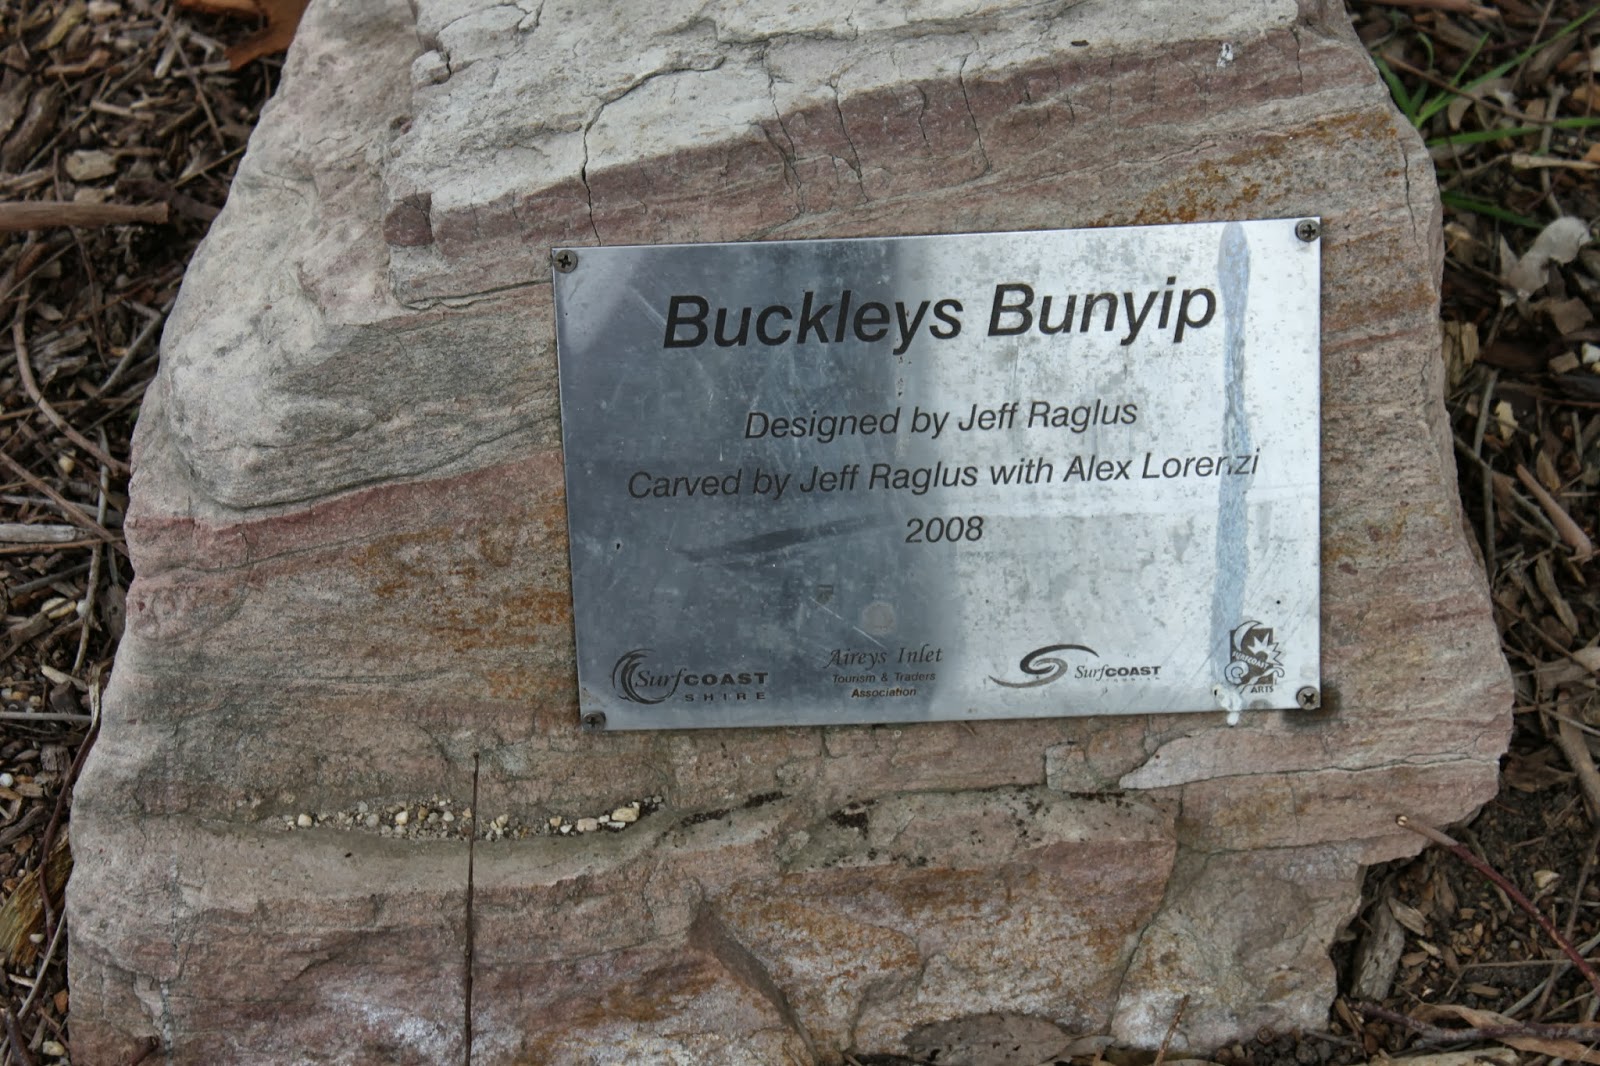 Buckleys Bunyip
Designed by Jeff Raglus
Carved by Jeff Raglus with Alex Lorenzi
2008
SurfCOAST
SHIRE
Aireys Inlet
Tourism & Traders
Association
SurfCOAST
ARTS